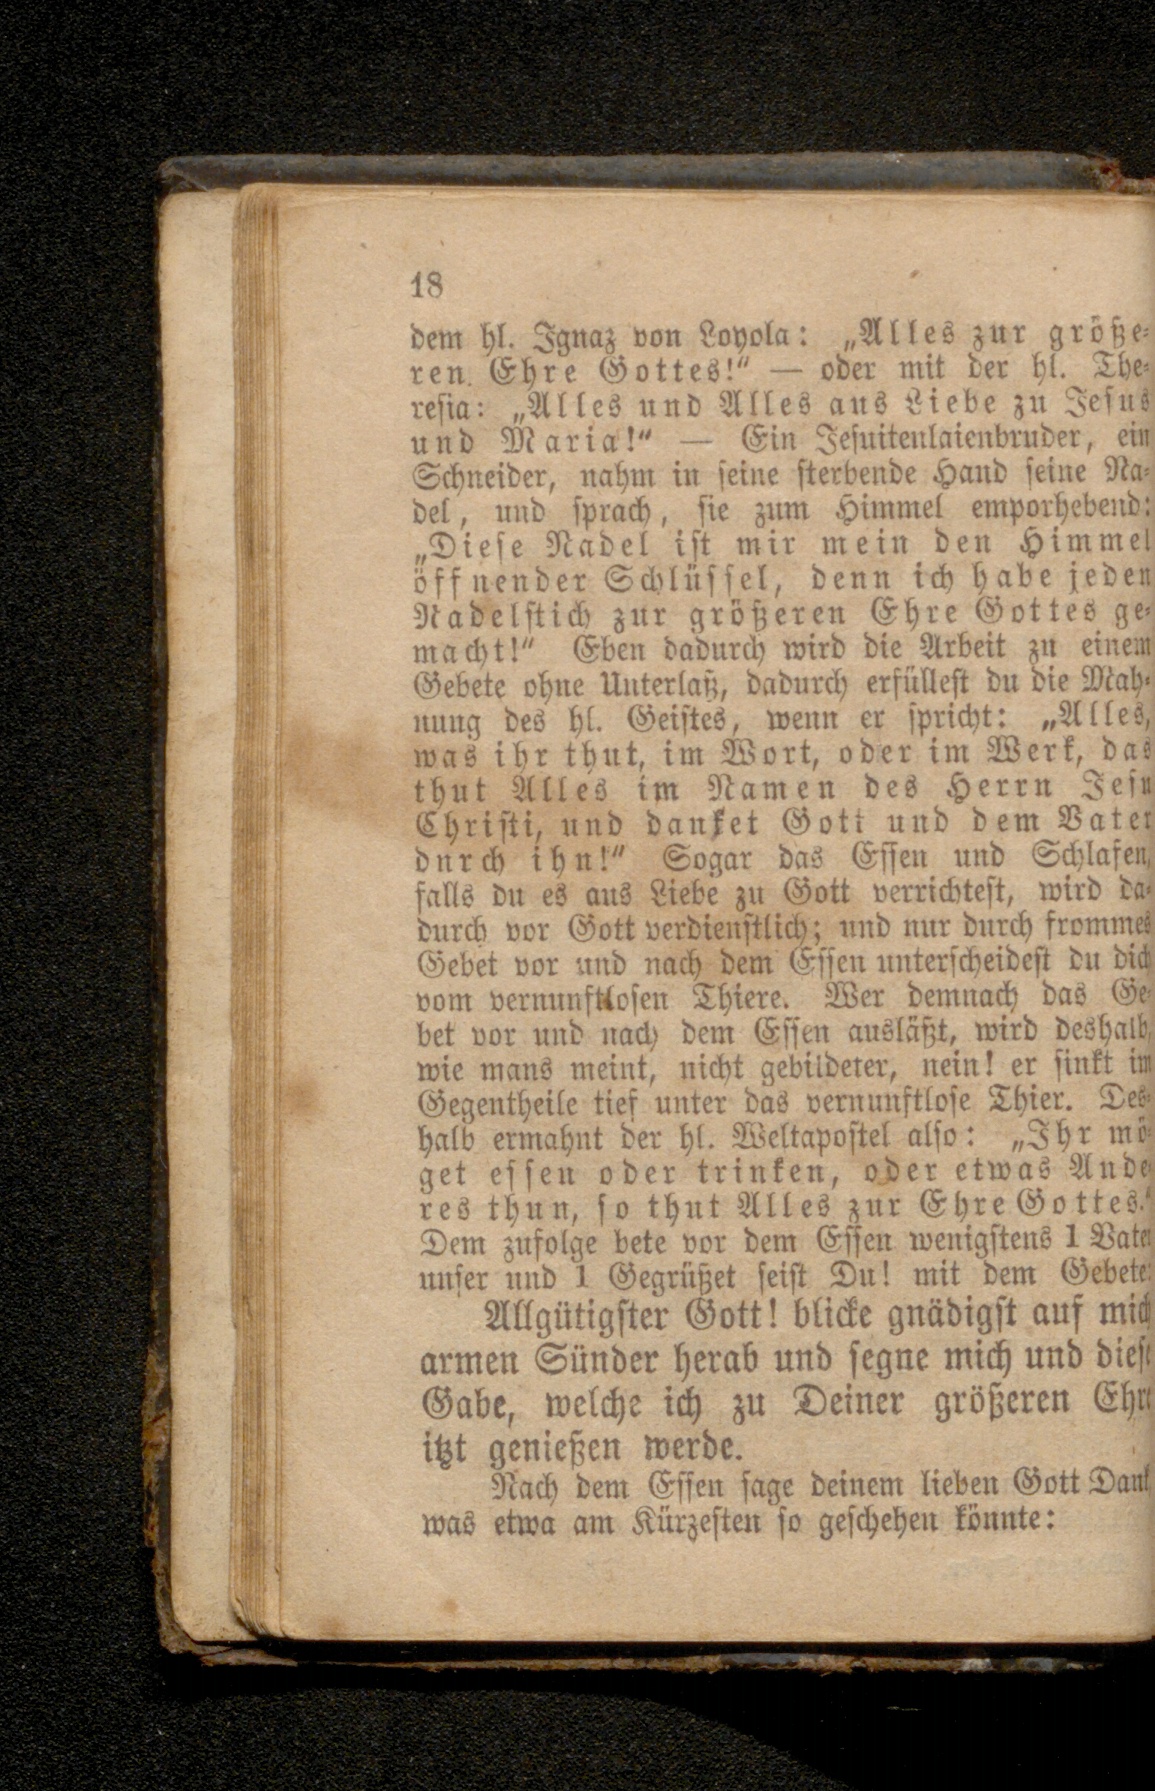 18
dem hl. Ignaz von Loyola: „Alles zur größe-
ren Ehre Gottes!“ — oder mit der hl. The-
resia: „Alles und Alles aus Liebe zu Jesus
und Maria!“ — Ein Jesuitenlaienbruder, ein
Schneider, nahm in seine sterbende Hand seine Na-
del, und sprach, sie zum Himmel emporhebend:
„Diese Nadel ist mir mein den Himmel
öffnender Schlüssel, denn ich habe jeden
Nadelstich zur größeren Ehre Gottes ge-
macht!“ Eben dadurch wird die Arbeit zu einem
Gebete ohne Unterlaß, dadurch erfüllest du die Mah-
nung des hl. Geistes, wenn er spricht: „Alles,
was ihr thut, im Wort, oder im Werk, das
thut Alles im Namen des Herrn Jesu
Christi, und danket Gott und dem Vater
durch ihn!“ Sogar das Essen und Schlafen,
falls du es aus Liebe zu Gott verrichtest, wird da-
durch vor Gott verdienstlich; und nur durch frommes
Gebet vor und nach dem Essen unterscheidest du dich
vom vernunftlosen Thiere. Wer demnach das Ge-
bet vor und nach dem Essen ausläßt, wird deshalb,
wie mans meint, nicht gebildeter, nein! er sinkt im
Gegentheile tief unter das vernunftlose Thier. Des-
halb ermahnt der hl. Weltapostel also: „Ihr mö-
get essen oder trinken, oder etwas Ande-
res thun, so thut Alles zur Ehre Gottes.“
Dem zufolge bete vor dem Essen wenigstens 1 Vater
unser und 1 Gegrüßet seist Du! mit dem Gebete:
Allgütigster Gott! blicke gnädigst auf mich
armen Sünder herab und segne mich und diese
Gabe, welche ich zu Deiner größeren Ehre
itzt genießen werde.
Nach dem Essen sage deinem lieben Gott Dank
was etwa am Kürzesten so geschehen könnte: